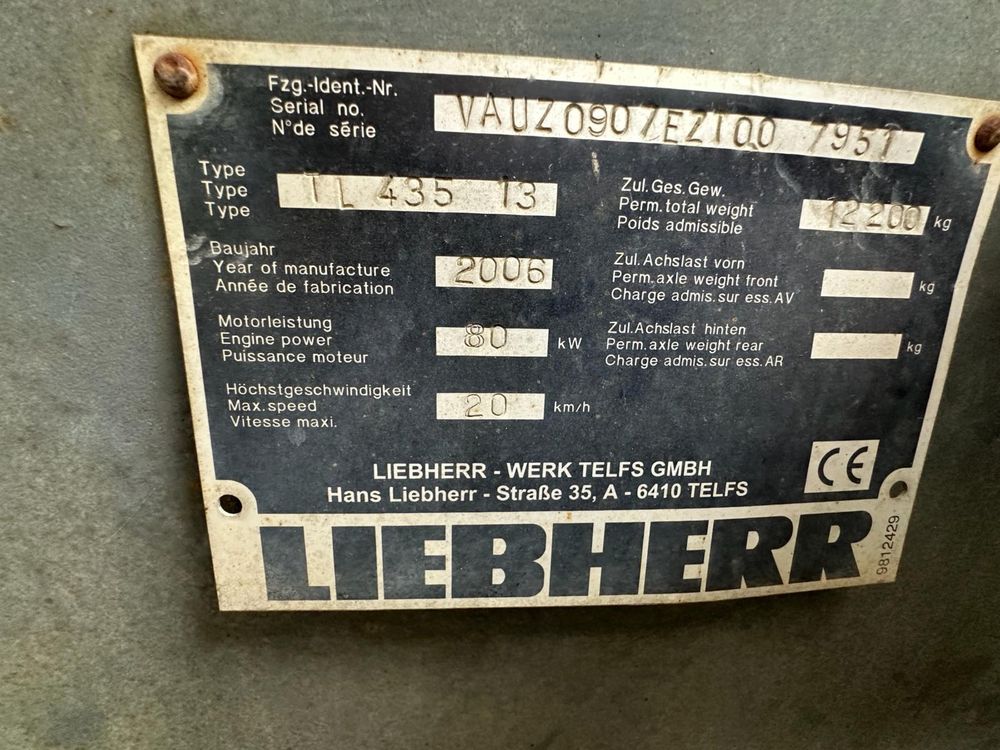 Fzg.-Ident.-Nr.
Serial no.
N°de série
VAUZ0907EZT00 7951
Type
Type
Type
TL 435 13
Baujahr
Year of manufacture
Année de fabrication
2006
Motorleistung
Engine power
Puissance moteur
80 kW
Höchstgeschwindigkeit
Max.speed
Vitesse maxi.
20 km/h
Zul.Ges.Gew.
Perm.total weight
Poids admissible
12200 kg
Zul.Achslast vorn
Perm.axle weight front
Charge admis.sur ess.AV
kg
Zul.Achslast hinten
Perm.axle weight rear
Charge admis.sur ess.AR
kg
LIEBHERR - WERK TELFS GMBH
Hans Liebherr - Straße 35, A - 6410 TELFS
CE
LIEBHERR
9812429